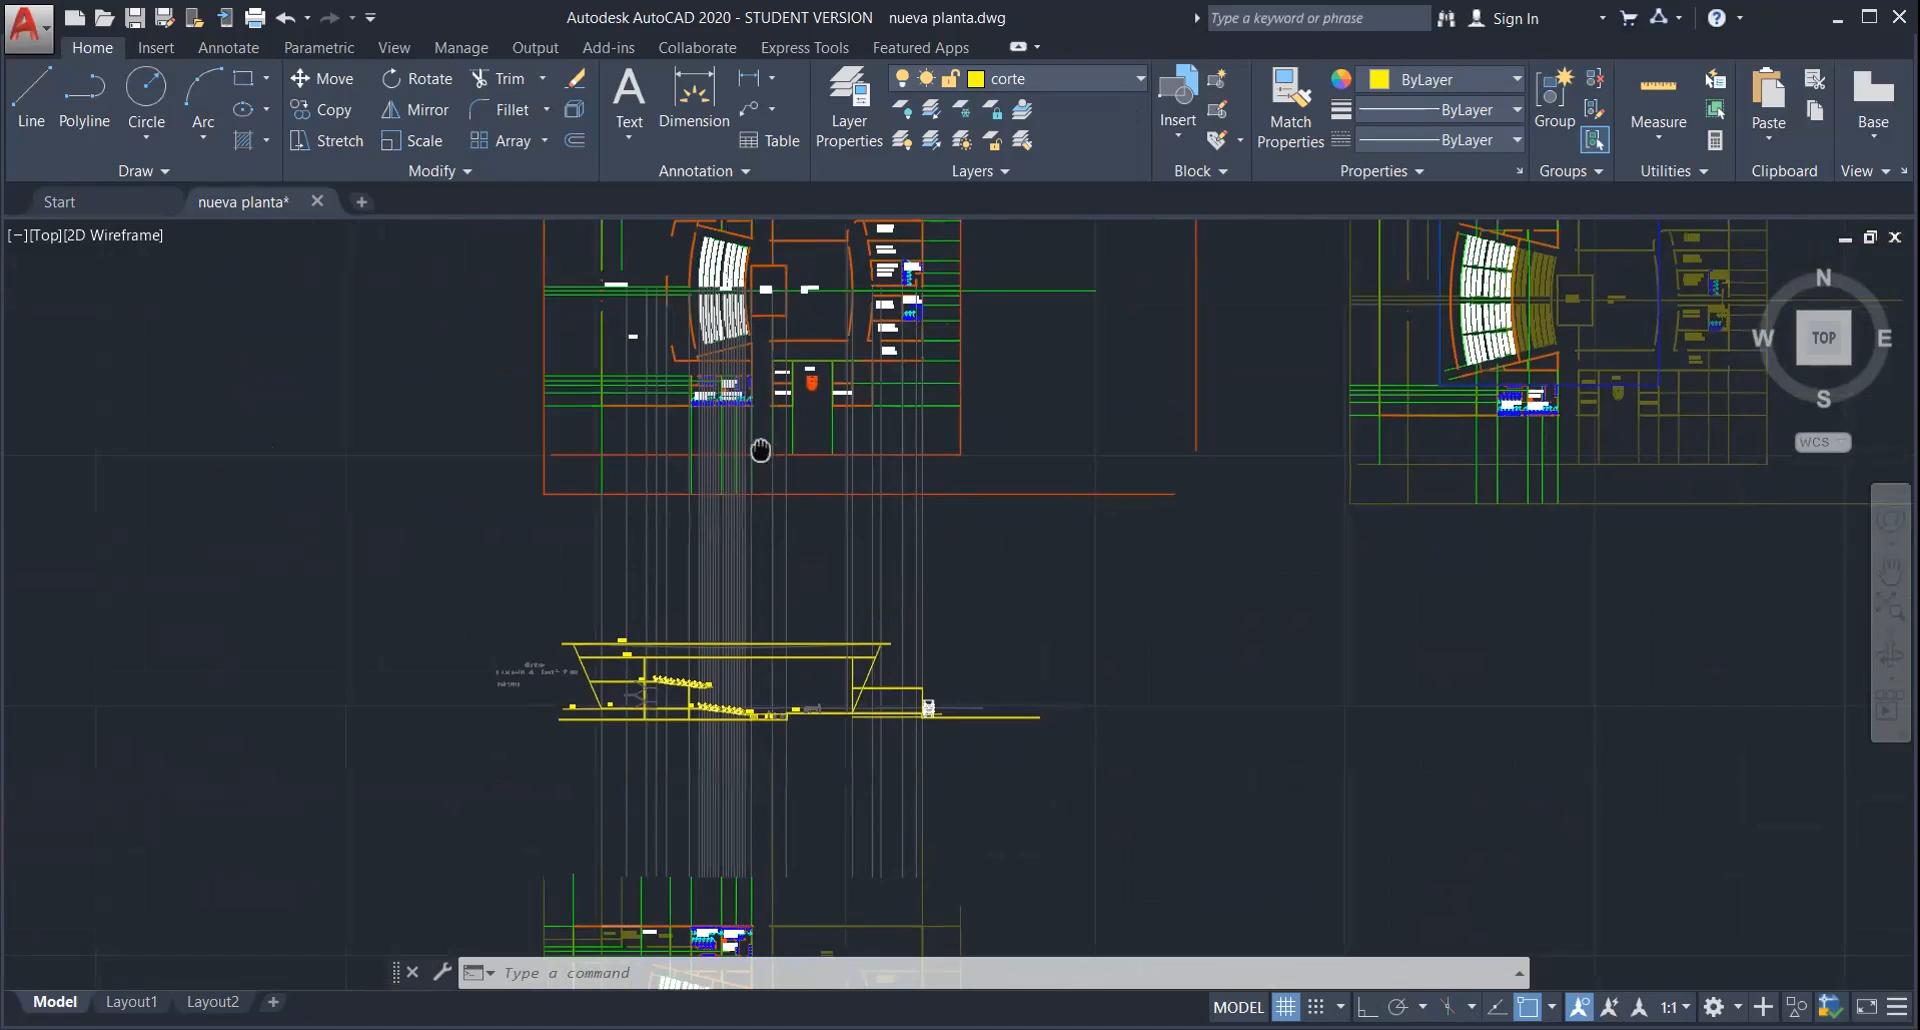 Autodesk AutoCAD 2020 - STUDENT VERSION nueva planta.dwg
Type a keyword or phrase
Sign In
Home Insert Annotate Parametric View Manage Output Add-ins Collaborate Express Tools Featured Apps
Line Polyline Circle Arc
Move Rotate Trim
Copy Mirror Fillet
Stretch Scale Array
Text Dimension Table
Layer Properties
corte
Insert
Match Properties
ByLayer
ByLayer
ByLayer
Group
Measure
Paste
Base
Draw Modify Annotation Layers Block Properties Groups Utilities Clipboard View
Start nueva planta*
[−][Top][2D Wireframe]
N
W TOP E
S
WCS
Type a command
Model Layout1 Layout2
MODEL 1:1